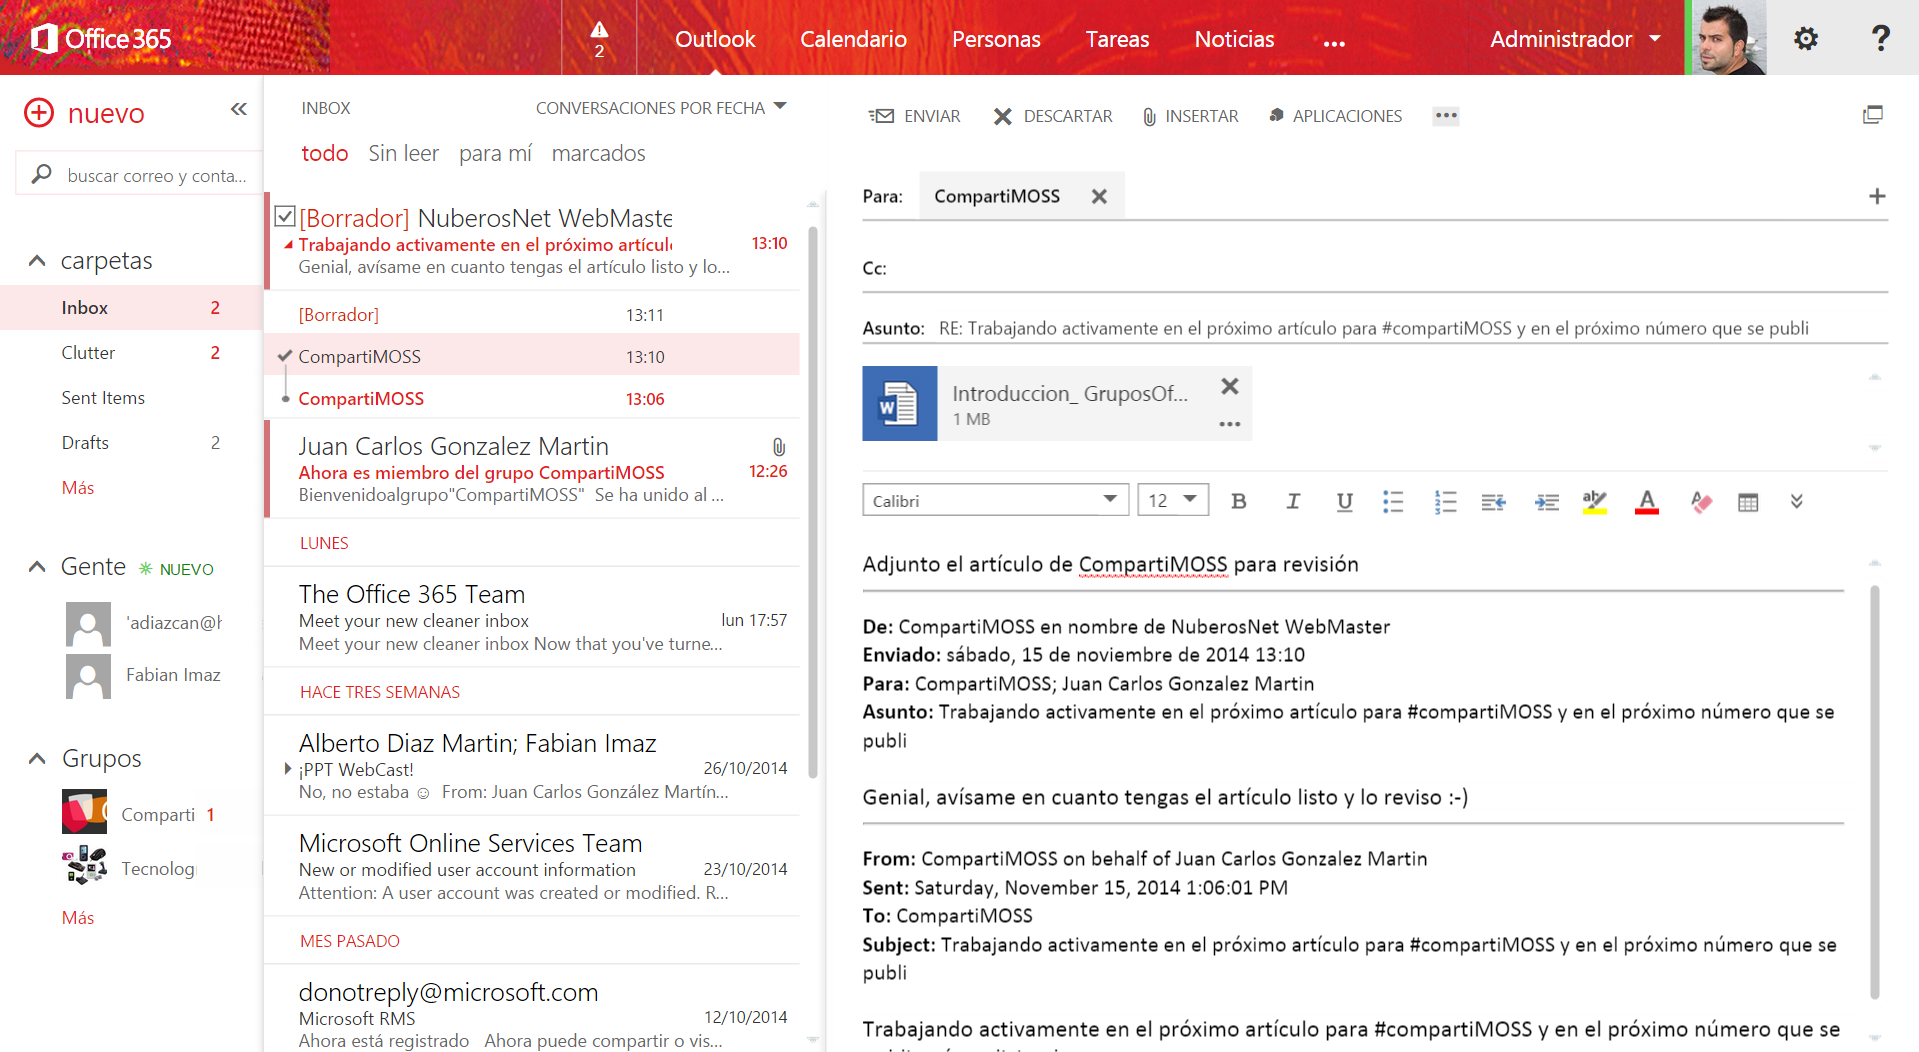 Office 365
2
Outlook
Calendario
Personas
Tareas
Noticias
...
Administrador
?
nuevo
«
buscar correo y conta...
carpetas
Inbox 2
Clutter 2
Sent Items
Drafts 2
Más
Gente NUEVO
'adiazcan@h
Fabian Imaz
Grupos
Comparti 1
Tecnolog
Más
INBOX CONVERSACIONES POR FECHA
todo Sin leer para mí marcados
[Borrador] NuberosNet WebMaste
Trabajando activamente en el próximo artícul 13:10
Genial, avísame en cuanto tengas el artículo listo y lo...
[Borrador] 13:11
CompartiMOSS 13:10
CompartiMOSS 13:06
Juan Carlos Gonzalez Martin
Ahora es miembro del grupo CompartiMOSS 12:26
Bienvenidoalgrupo"CompartiMOSS" Se ha unido al ...
LUNES
The Office 365 Team
Meet your new cleaner inbox lun 17:57
Meet your new cleaner inbox Now that you've turne...
HACE TRES SEMANAS
Alberto Diaz Martin; Fabian Imaz
¡PPT WebCast! 26/10/2014
No, no estaba ☺ From: Juan Carlos González Martín...
Microsoft Online Services Team
New or modified user account information 23/10/2014
Attention: A user account was created or modified. R...
MES PASADO
donotreply@microsoft.com
Microsoft RMS 12/10/2014
Ahora está registrado Ahora puede compartir o vis...
ENVIAR DESCARTAR INSERTAR APLICACIONES ...
Para: CompartiMOSS
Cc:
Asunto: RE: Trabajando activamente en el próximo artículo para #compartiMOSS y en el próximo número que se publi
Introduccion_ GruposOf...
1 MB
...
Calibri 12 B I U
Adjunto el artículo de CompartiMOSS para revisión
De: CompartiMOSS en nombre de NuberosNet WebMaster
Enviado: sábado, 15 de noviembre de 2014 13:10
Para: CompartiMOSS; Juan Carlos Gonzalez Martin
Asunto: Trabajando activamente en el próximo artículo para #compartiMOSS y en el próximo número que se
publi
Genial, avísame en cuanto tengas el artículo listo y lo reviso :-)
From: CompartiMOSS on behalf of Juan Carlos Gonzalez Martin
Sent: Saturday, November 15, 2014 1:06:01 PM
To: CompartiMOSS
Subject: Trabajando activamente en el próximo artículo para #compartiMOSS y en el próximo número que se
publi
Trabajando activamente en el próximo artículo para #compartiMOSS y en el próximo número que se